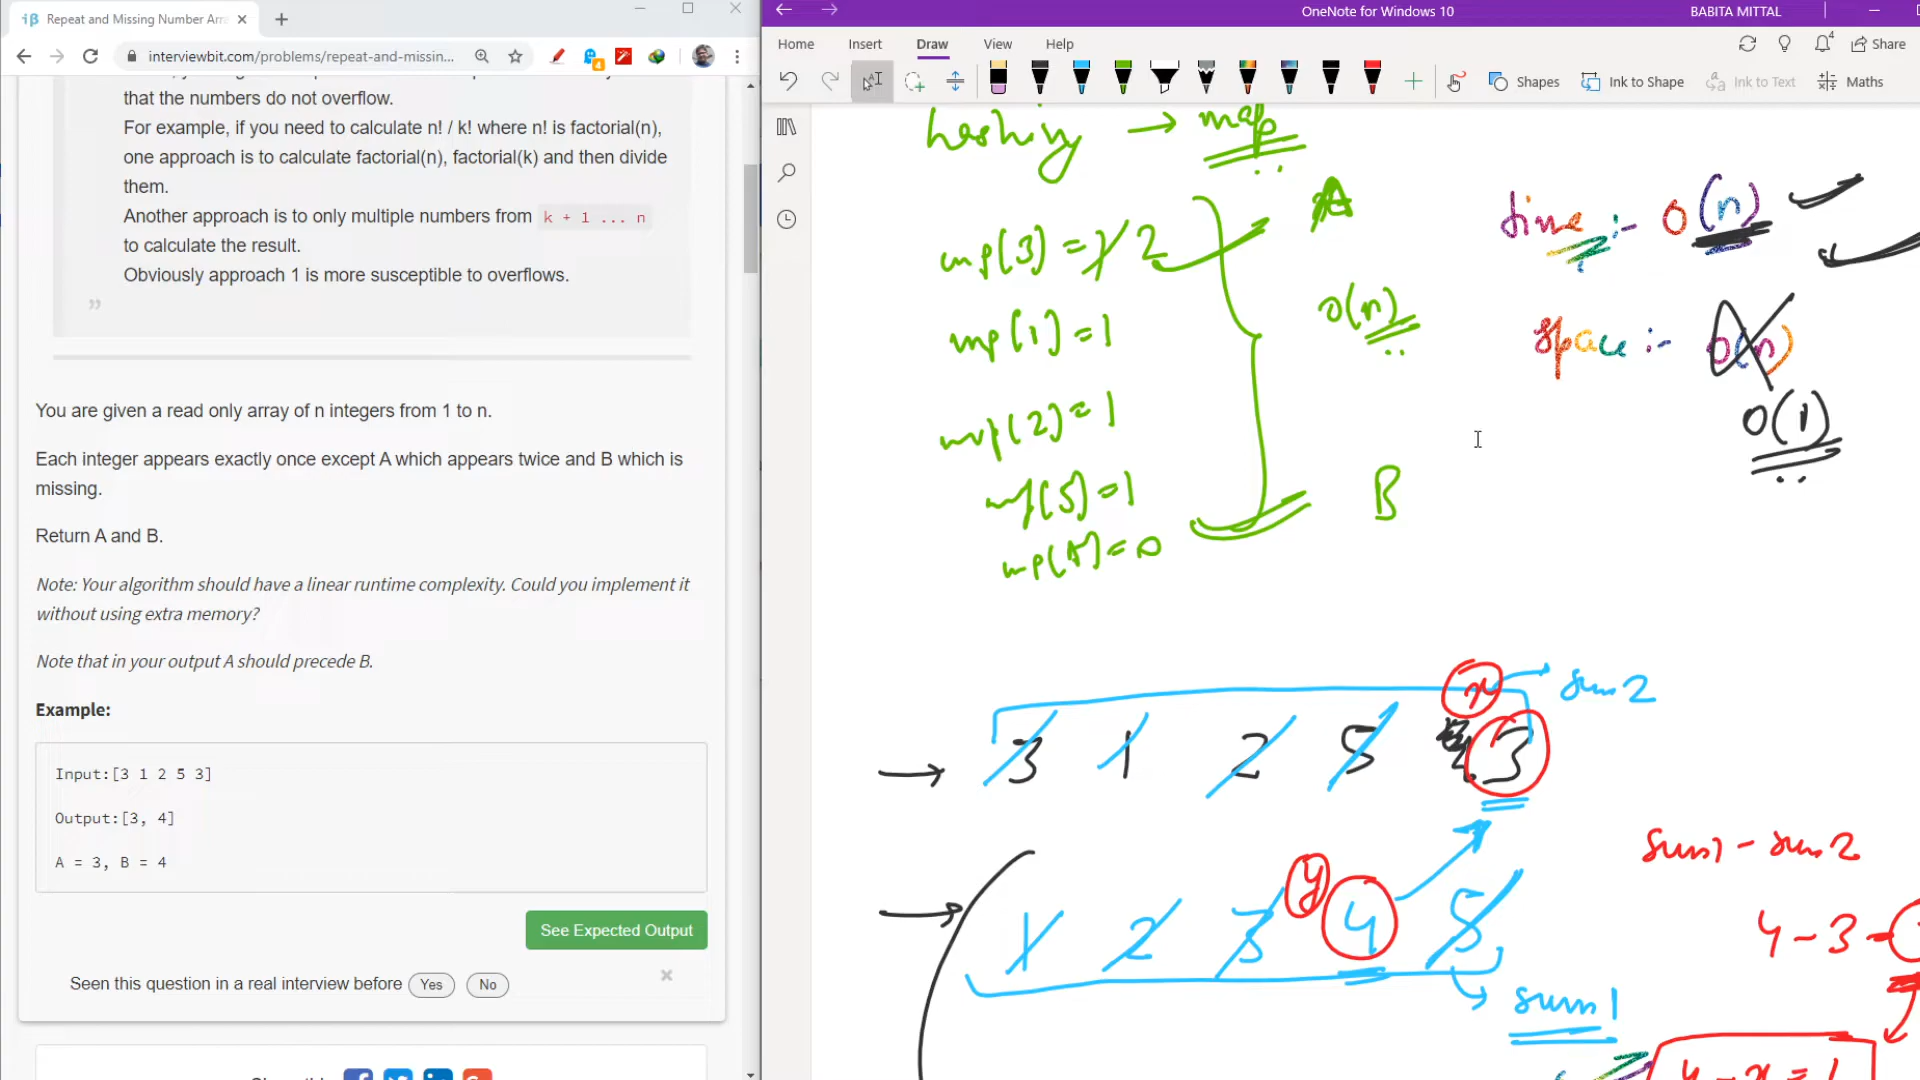 Repeat and Missing Number Arr
interviewbit.com/problems/repeat-and-missin...
that the numbers do not overflow.
For example, if you need to calculate n! / k! where n! is factorial(n),
one approach is to calculate factorial(n), factorial(k) and then divide
them.
Another approach is to only multiple numbers from k + 1 ... n
to calculate the result.
Obviously approach 1 is more susceptible to overflows.
”
You are given a read only array of n integers from 1 to n.
Each integer appears exactly once except A which appears twice and B which is
missing.
Return A and B.
Note: Your algorithm should have a linear runtime complexity. Could you implement it
without using extra memory?
Note that in your output A should precede B.
Example:
Input:[3 1 2 5 3]
Output:[3, 4]
A = 3, B = 4
See Expected Output
Seen this question in a real interview before Yes No
OneNote for Windows 10
BABITA MITTAL
Home Insert Draw View Help
4 Share
Shapes Ink to Shape Ink to Text Maths
hashing → map
mp(3) = 1 2
A
mp(1) = 1
O(n)
mp(2) = 1
mp(5) = 1
B
mp(4) = 0
time :- O(n)
space :- O(n)
O(1)
x sum 2
3 1 2 5 3
y
1 2 3 4 5
sum 1
sum1 - sum2
4 - 3 -
y - x = 1